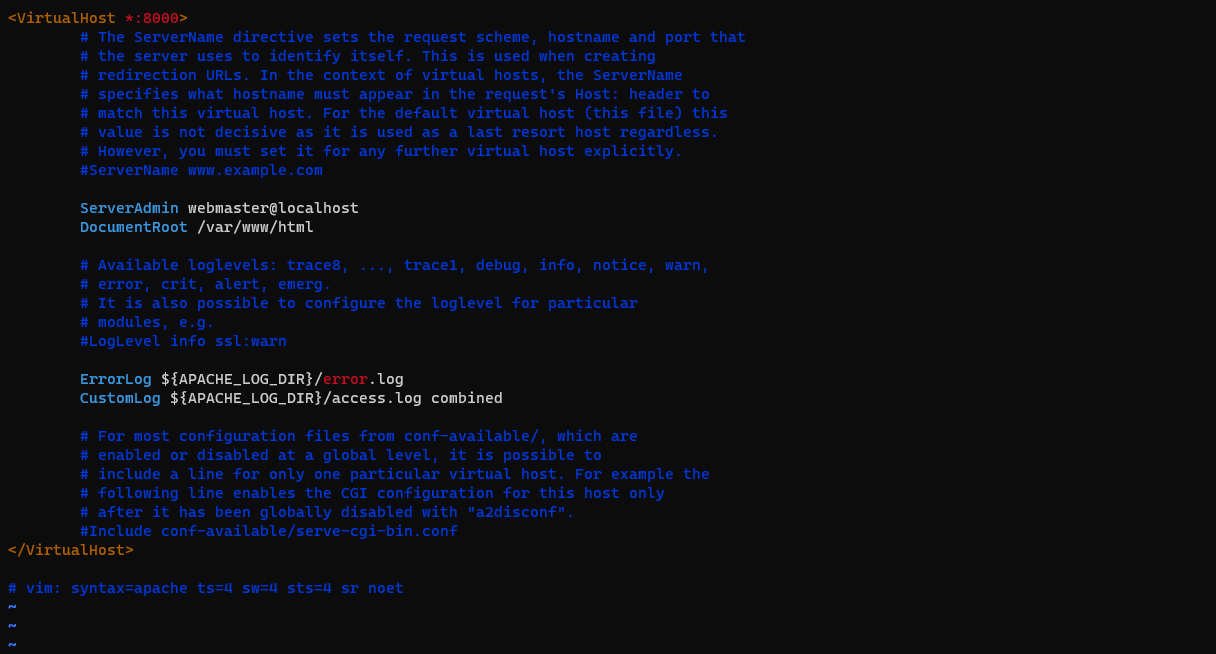 <VirtualHost *:8000>
# The ServerName directive sets the request scheme, hostname and port that
# the server uses to identify itself. This is used when creating
# redirection URLs. In the context of virtual hosts, the ServerName
# specifies what hostname must appear in the request's Host: header to
# match this virtual host. For the default virtual host (this file) this
# value is not decisive as it is used as a last resort host regardless.
# However, you must set it for any further virtual host explicitly.
#ServerName www.example.com
ServerAdmin webmaster@localhost
DocumentRoot /var/www/html
# Available loglevels: trace8, ..., trace1, debug, info, notice, warn,
# error, crit, alert, emerg.
# It is also possible to configure the loglevel for particular
# modules, e.g.
#LogLevel info ssl:warn
ErrorLog ${APACHE_LOG_DIR}/error.log
CustomLog ${APACHE_LOG_DIR}/access.log combined
# For most configuration files from conf-available/, which are
# enabled or disabled at a global level, it is possible to
# include a line for only one particular virtual host. For example the
# following line enables the CGI configuration for this host only
# after it has been globally disabled with "a2disconf".
#Include conf-available/serve-cgi-bin.conf
</VirtualHost>
# vim: syntax=apache ts=4 sw=4 sts=4 sr noet
~
~
~